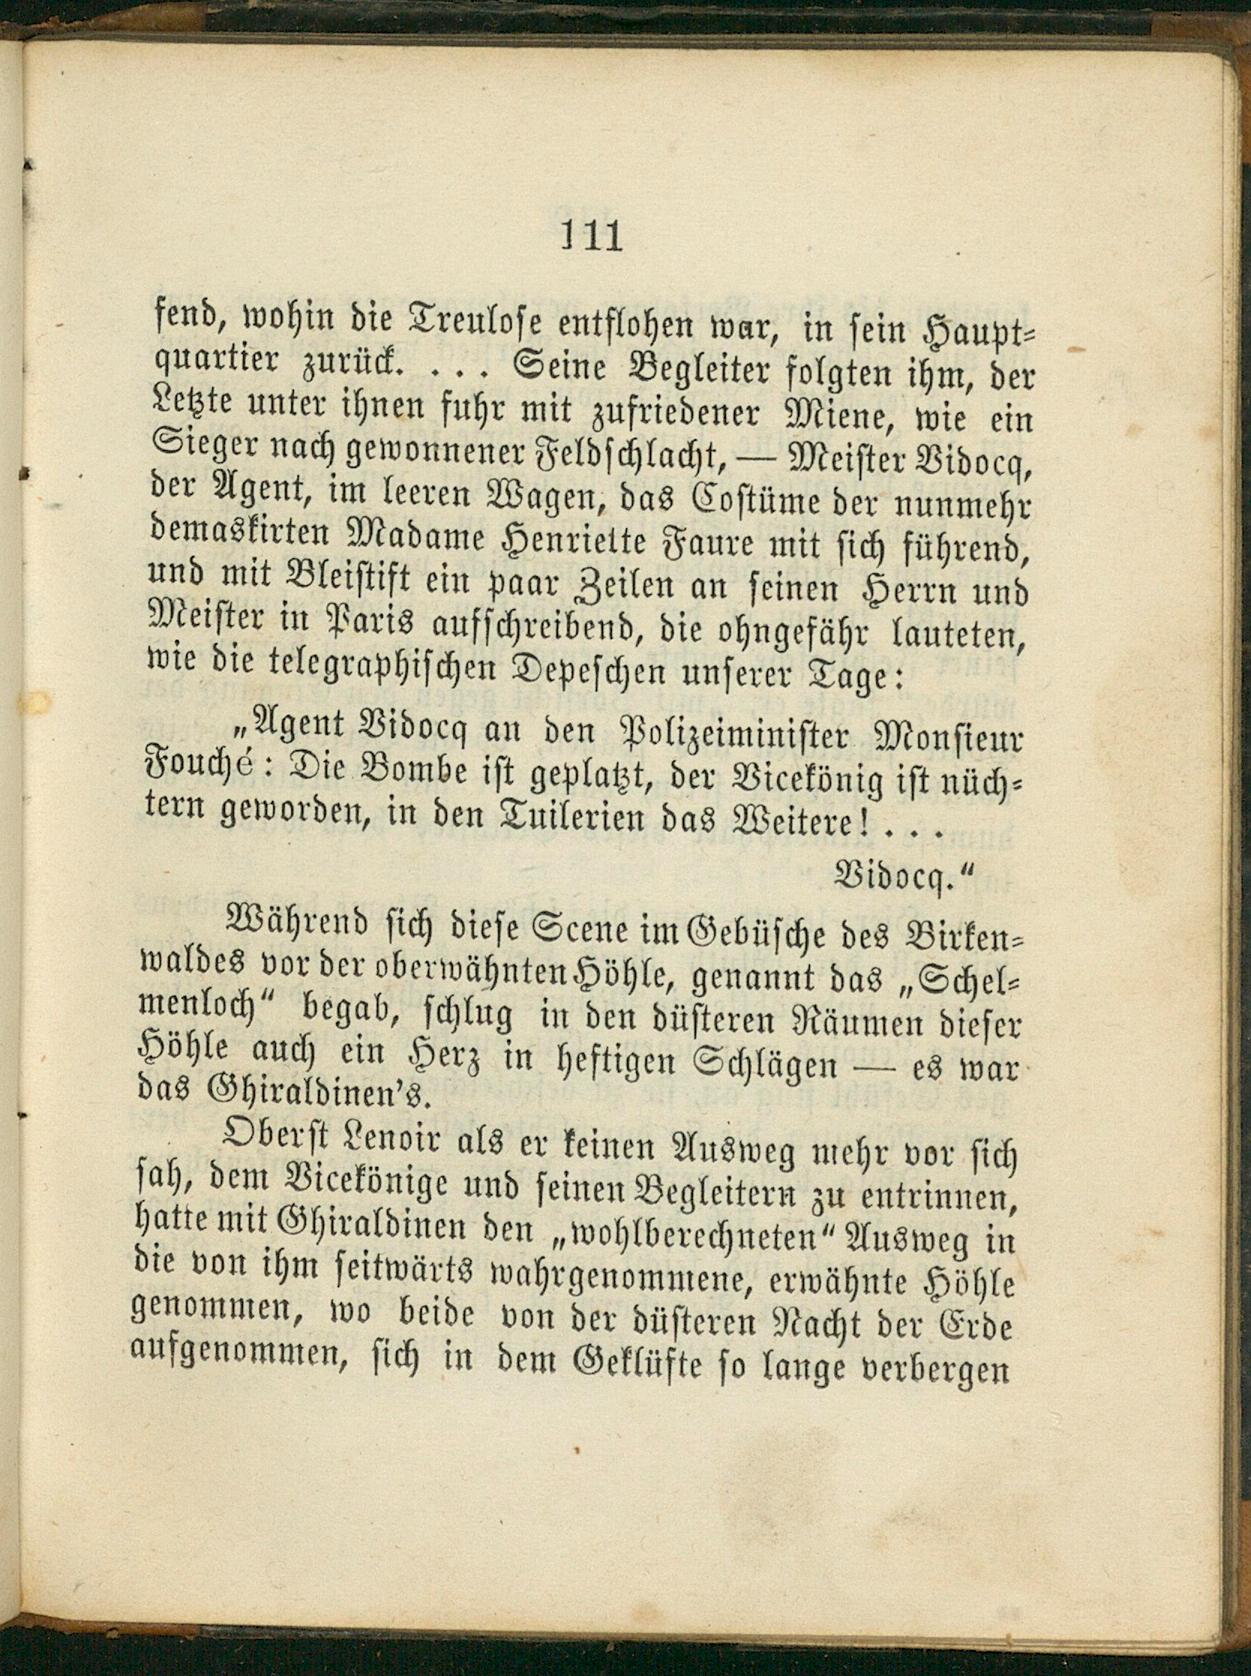 111
fend, wohin die Treulose entflohen war, in sein Haupt-
quartier zurück. . . . Seine Begleiter folgten ihm, der
Letzte unter ihnen fuhr mit zufriedener Miene, wie ein
Sieger nach gewonnener Feldschlacht, — Meister Vidocq,
der Agent, im leeren Wagen, das Costüme der nunmehr
demaskirten Madame Henriette Faure mit sich führend,
und mit Bleistift ein paar Zeilen an seinen Herrn und
Meister in Paris aufschreibend, die ohngefähr lauteten,
wie die telegraphischen Depeschen unserer Tage:
„Agent Vidocq an den Polizeiminister Monsieur
Fouché: Die Bombe ist geplatzt, der Vicekönig ist nüch-
tern geworden, in den Tuilerien das Weitere! . . .
Vidocq.“
Während sich diese Scene im Gebüsche des Birken-
waldes vor der oberwähnten Höhle, genannt das „Schel-
menloch“ begab, schlug in den düsteren Räumen dieser
Höhle auch ein Herz in heftigen Schlägen — es war
das Ghiraldinen's.
Oberst Lenoir als er keinen Ausweg mehr vor sich
sah, dem Vicekönige und seinen Begleitern zu entrinnen,
hatte mit Ghiraldinen den „wohlberechneten“ Ausweg in
die von ihm seitwärts wahrgenommene, erwähnte Höhle
genommen, wo beide von der düsteren Nacht der Erde
aufgenommen, sich in dem Geklüfte so lange verbergen